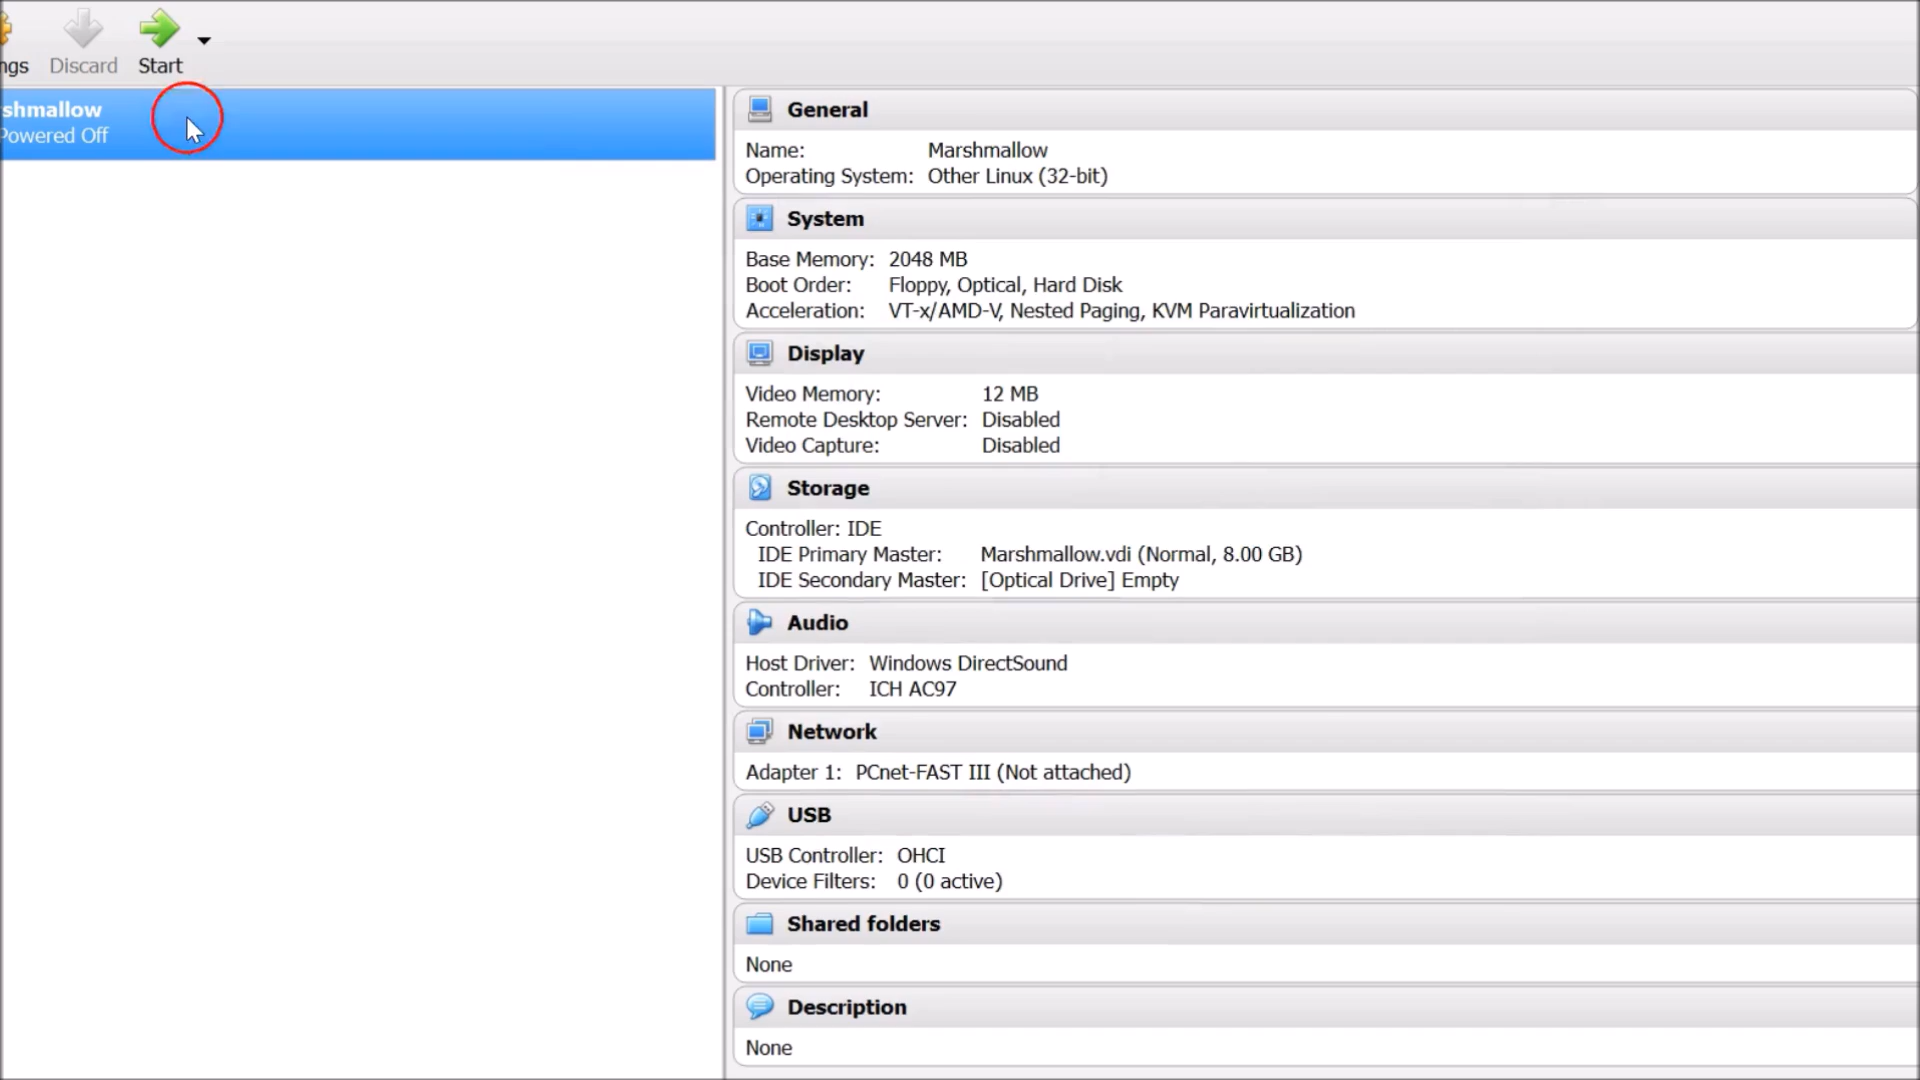 ngs Discard Start
shmallow
Powered Off
General
Name: Marshmallow
Operating System: Other Linux (32-bit)
System
Base Memory: 2048 MB
Boot Order: Floppy, Optical, Hard Disk
Acceleration: VT-x/AMD-V, Nested Paging, KVM Paravirtualization
Display
Video Memory: 12 MB
Remote Desktop Server: Disabled
Video Capture: Disabled
Storage
Controller: IDE
IDE Primary Master: Marshmallow.vdi (Normal, 8.00 GB)
IDE Secondary Master: [Optical Drive] Empty
Audio
Host Driver: Windows DirectSound
Controller: ICH AC97
Network
Adapter 1: PCnet-FAST III (Not attached)
USB
USB Controller: OHCI
Device Filters: 0 (0 active)
Shared folders
None
Description
None